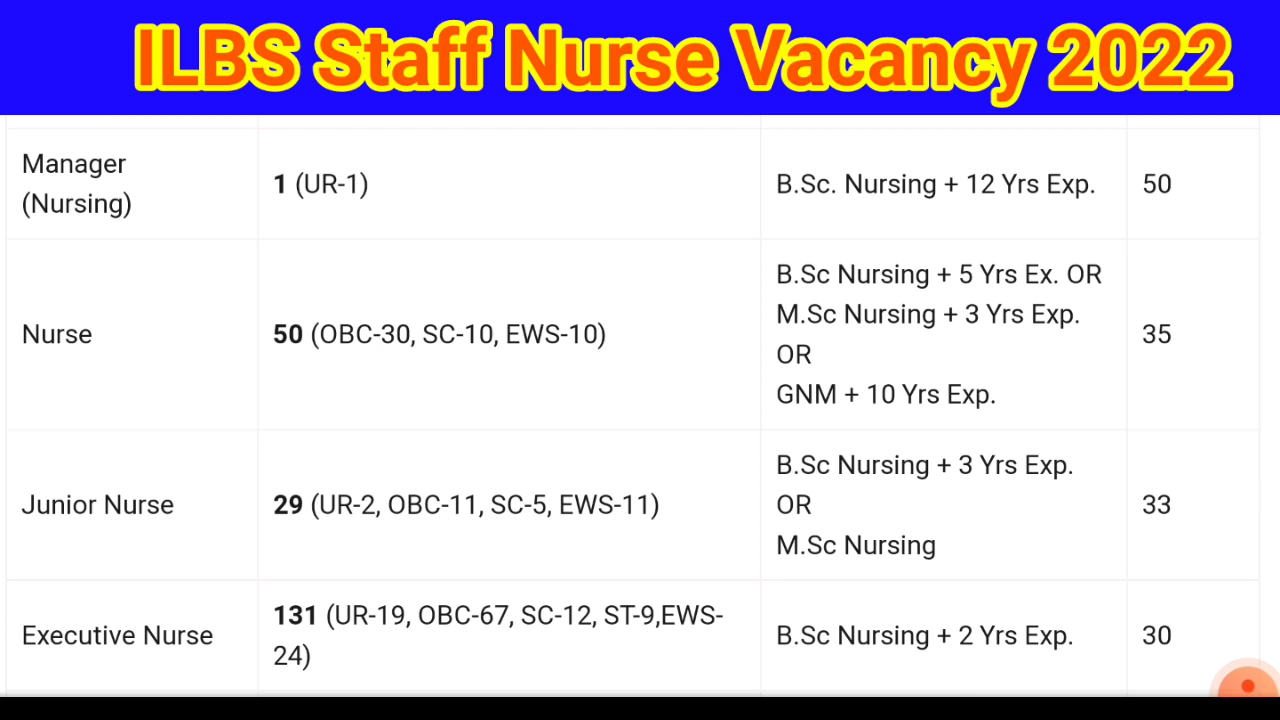 ILBS Staff Nurse Vacancy 2022
Manager
(Nursing)
1 (UR-1)
B.Sc. Nursing + 12 Yrs Exp.
50
Nurse
50 (OBC-30, SC-10, EWS-10)
B.Sc Nursing + 5 Yrs Ex. OR
M.Sc Nursing + 3 Yrs Exp.
OR
GNM + 10 Yrs Exp.
35
Junior Nurse
29 (UR-2, OBC-11, SC-5, EWS-11)
B.Sc Nursing + 3 Yrs Exp.
OR
M.Sc Nursing
33
Executive Nurse
131 (UR-19, OBC-67, SC-12, ST-9,EWS-
24)
B.Sc Nursing + 2 Yrs Exp.
30